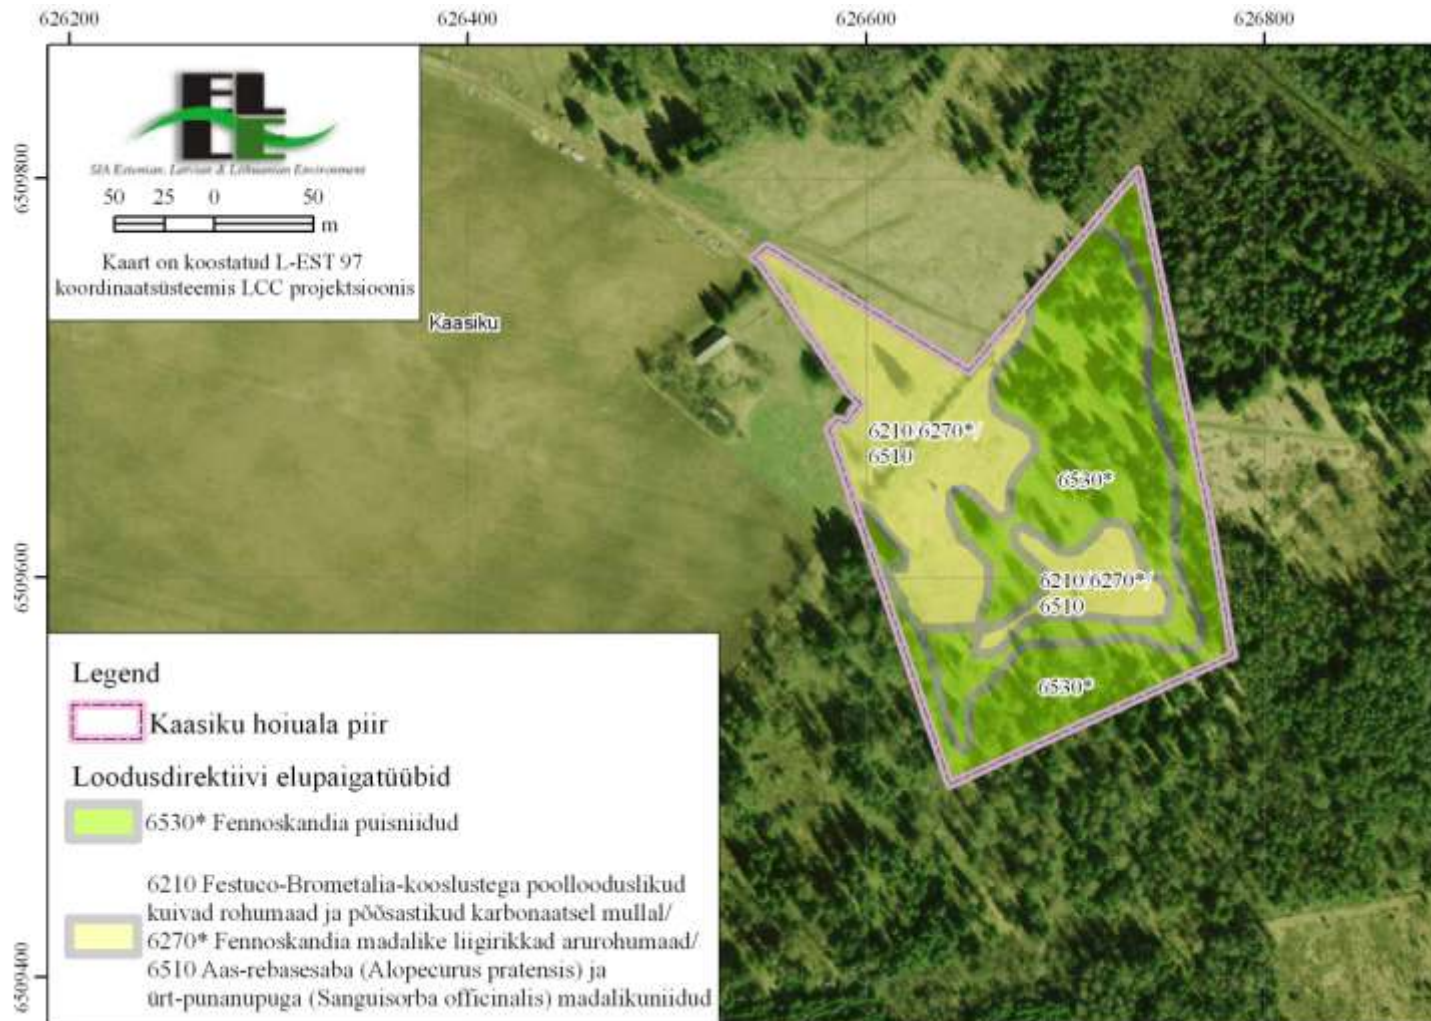 626200
626400
626600
626800
6509800
6509600
6509400
SIA Estonian, Latvian & Lithuanian Environment
50 25 0 50
m
Kaart on koostatud L-EST 97
koordinaatsüsteemis LCC projektsioonis
Kaasiku
6210/6270*/
6510
6530*
6210/6270*/
6510
6530*
Legend
Kaasiku hoiuala piir
Loodusdirektiivi elupaigatüübid
6530* Fennoskandia puisniidud
6210 Festuco-Brometalia-kooslustega poollooduslikud
kuivad rohumaad ja põõsastikud karbonaatsel mullal/
6270* Fennoskandia madalike liigirikkad arurohumaad/
6510 Aas-rebasesaba (Alopecurus pratensis) ja
ürt-punanupuga (Sanguisorba officinalis) madalikuniidud